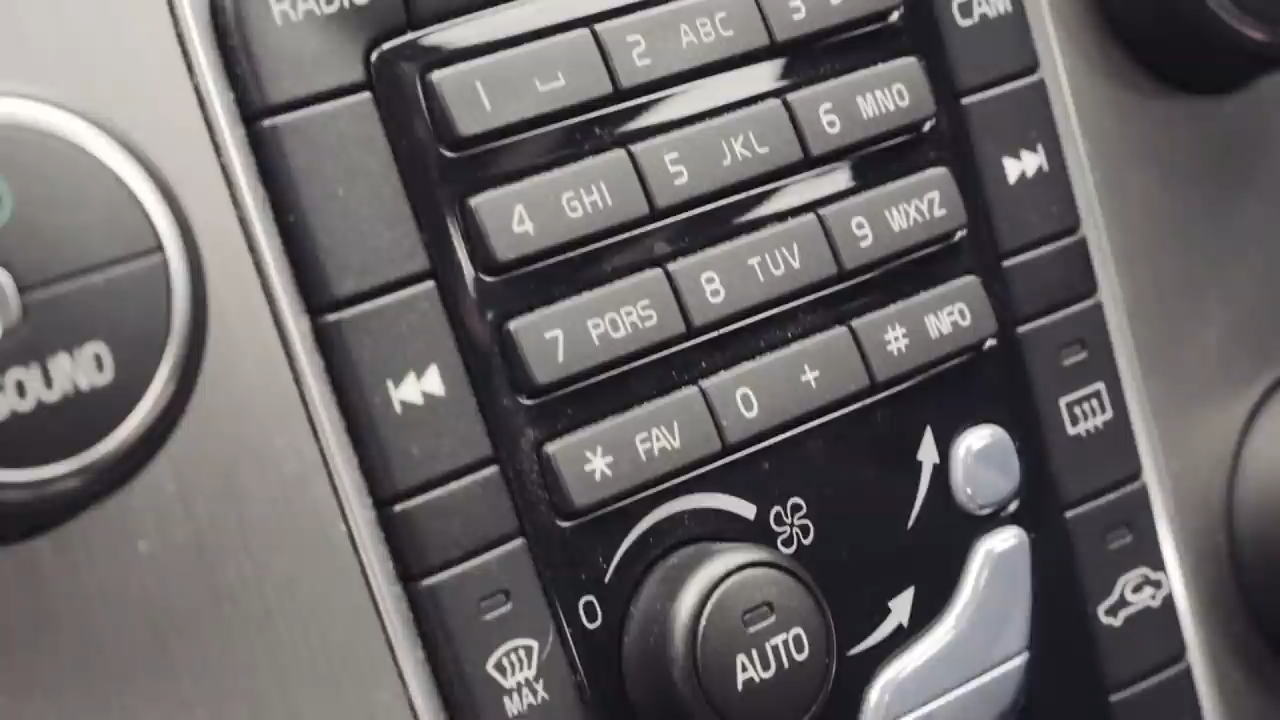 RADIO
CAM
1 ⎵
2 ABC
3
4 GHI
5 JKL
6 MNO
7 PQRS
8 TUV
9 WXYZ
* FAV
0 +
# INFO
SOUND
0
AUTO
MAX